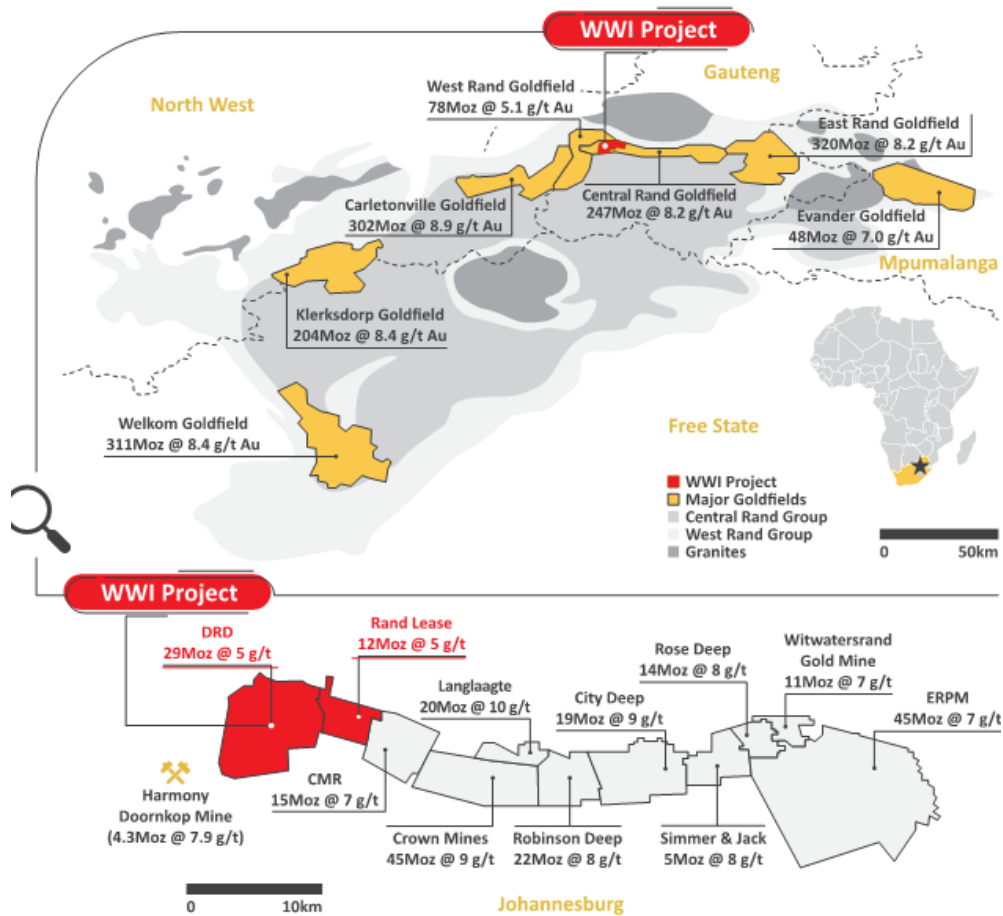 WWI Project
Gauteng
North West
West Rand Goldfield
78Moz @ 5.1 g/t Au
East Rand Goldfield
320Moz @ 8.2 g/t Au
Carletonville Goldfield
302Moz @ 8.9 g/t Au
Central Rand Goldfield
247Moz @ 8.2 g/t Au
Evander Goldfield
48Moz @ 7.0 g/t Au
Mpumalanga
Klerksdorp Goldfield
204Moz @ 8.4 g/t Au
Welkom Goldfield
311Moz @ 8.4 g/t Au
Free State
WWI Project
Major Goldfields
Central Rand Group
West Rand Group
Granites
0 50km
WWI Project
DRD
29Moz @ 5 g/t
Rand Lease
12Moz @ 5 g/t
Langlaagte
20Moz @ 10 g/t
City Deep
19Moz @ 9 g/t
Rose Deep
14Moz @ 8 g/t
Witwatersrand
Gold Mine
11Moz @ 7 g/t
ERPM
45Moz @ 7 g/t
Harmony
Doornkop Mine
(4.3Moz @ 7.9 g/t)
CMR
15Moz @ 7 g/t
Crown Mines
45Moz @ 9 g/t
Robinson Deep
22Moz @ 8 g/t
Simmer & Jack
5Moz @ 8 g/t
0 10km
Johannesburg